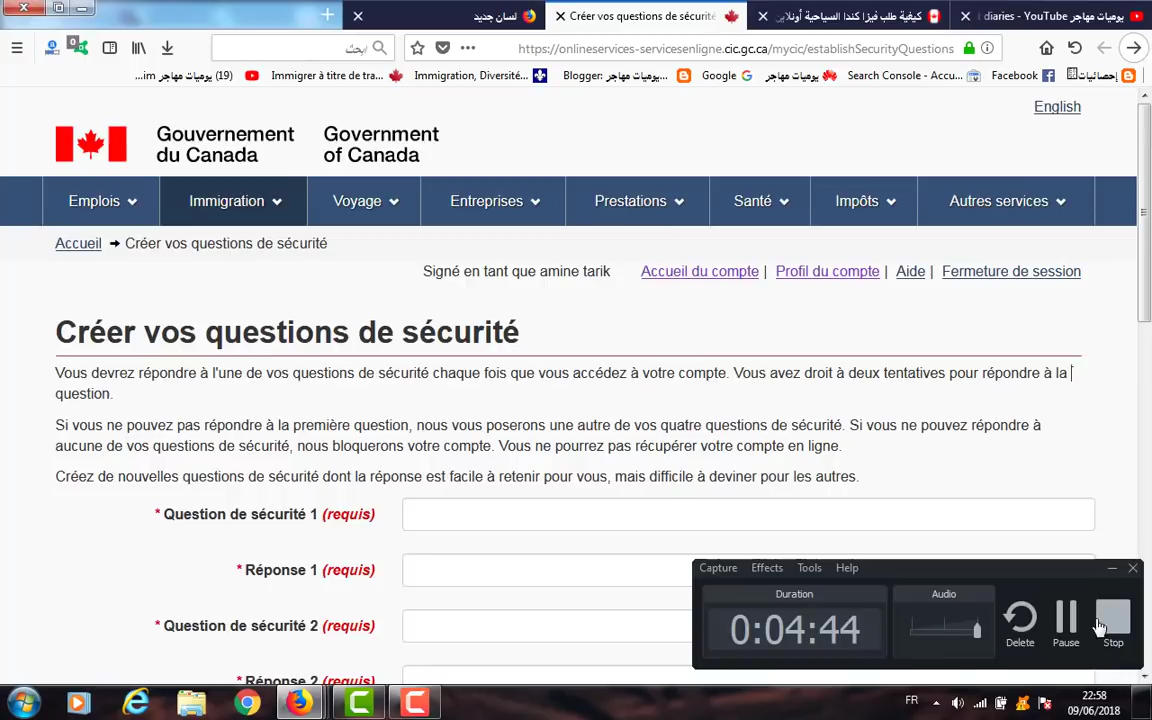 لسان جديد
Créer vos questions de sécurité
كيفية طلب فيزا كندا السياحية أونلاين
يوميات مهاجر diaries - YouTube
ابحث
https://onlineservices-servicesenligne.cic.gc.ca/mycic/establishSecurityQuestions
(19) يوميات مهاجر im...
Immigrer à titre de tra...
Immigration, Diversité...
Blogger: يوميات مهاجر...
Google
يوميات مهاجر
Search Console - Accu...
Facebook
إحصائيات
English
Gouvernement du Canada
Government of Canada
Emplois
Immigration
Voyage
Entreprises
Prestations
Santé
Impôts
Autres services
Accueil
Créer vos questions de sécurité
Signé en tant que amine tarik
Accueil du compte | Profil du compte | Aide | Fermeture de session
Créer vos questions de sécurité
Vous devrez répondre à l'une de vos questions de sécurité chaque fois que vous accédez à votre compte. Vous avez droit à deux tentatives pour répondre à la
question.
Si vous ne pouvez pas répondre à la première question, nous vous poserons une autre de vos quatre questions de sécurité. Si vous ne pouvez répondre à
aucune de vos questions de sécurité, nous bloquerons votre compte. Vous ne pourrez pas récupérer votre compte en ligne.
Créez de nouvelles questions de sécurité dont la réponse est facile à retenir pour vous, mais difficile à deviner pour les autres.
* Question de sécurité 1 (requis)
* Réponse 1 (requis)
* Question de sécurité 2 (requis)
* Réponse 2 (requis)
Capture Effects Tools Help
Duration
0:04:44
Audio
Delete
Pause
Stop
FR
22:58
09/06/2018